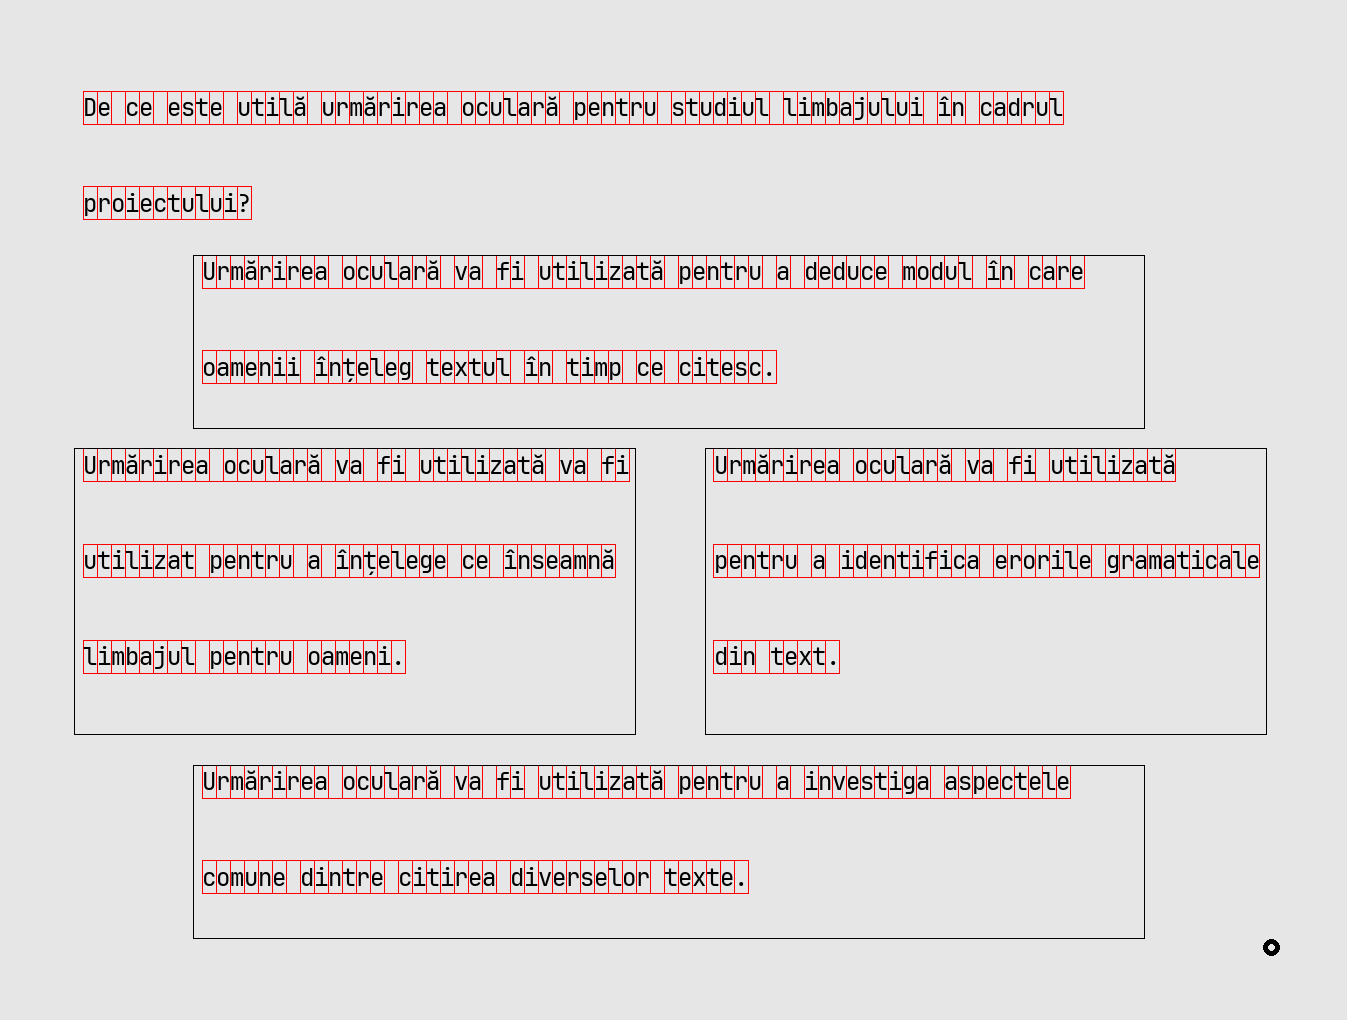 De ce este utilă urmărirea oculară pentru studiul limbajului în cadrul
proiectului?
Urmărirea oculară va fi utilizată pentru a deduce modul în care
oamenii înțeleg textul în timp ce citesc.
Urmărirea oculară va fi utilizată va fi
utilizat pentru a înțelege ce înseamnă
limbajul pentru oameni.
Urmărirea oculară va fi utilizată
pentru a identifica erorile gramaticale
din text.
Urmărirea oculară va fi utilizată pentru a investiga aspectele
comune dintre citirea diverselor texte.